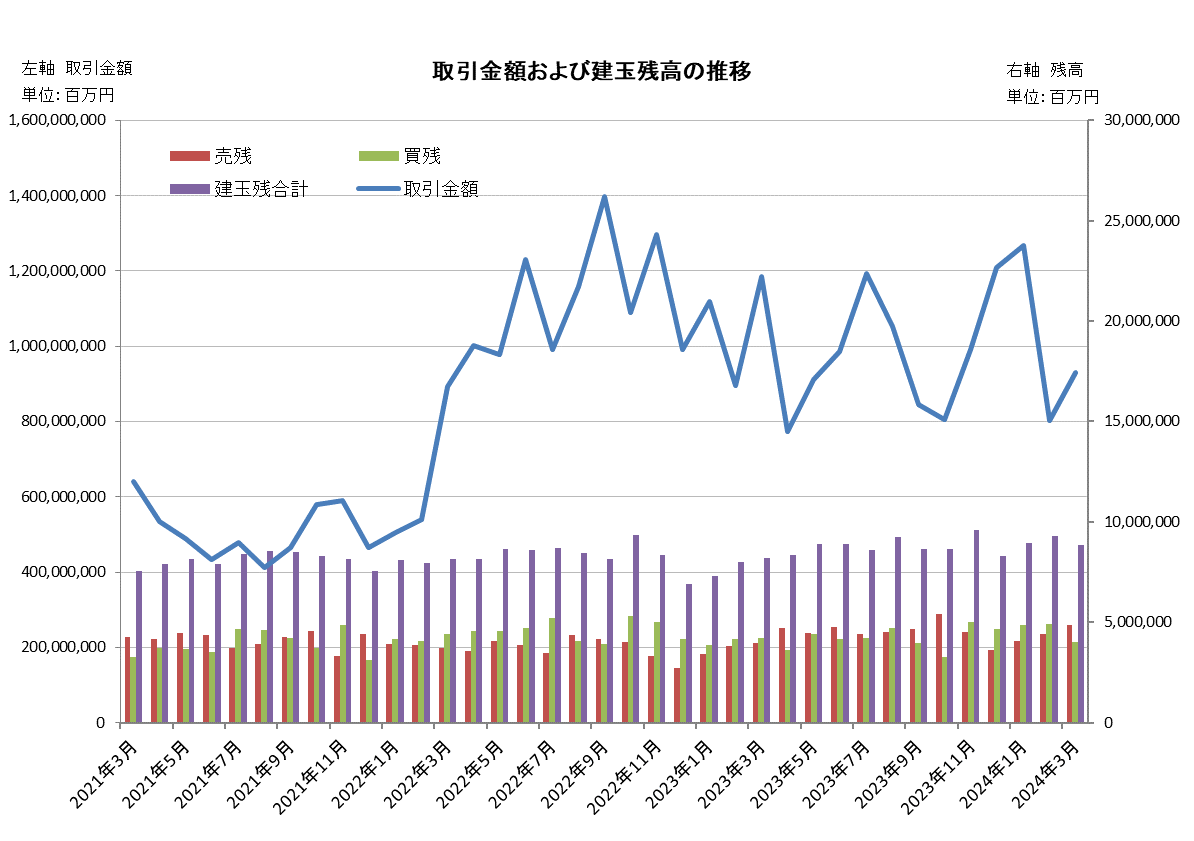 取引金額および建玉残高の推移
左軸 取引金額
単位:百万円
右軸 残高
単位:百万円
売残
買残
建玉残合計
取引金額
1,600,000,000
1,400,000,000
1,200,000,000
1,000,000,000
800,000,000
600,000,000
400,000,000
200,000,000
0
30,000,000
25,000,000
20,000,000
15,000,000
10,000,000
5,000,000
0
2021年3月
2021年5月
2021年7月
2021年9月
2021年11月
2022年1月
2022年3月
2022年5月
2022年7月
2022年9月
2022年11月
2023年1月
2023年3月
2023年5月
2023年7月
2023年9月
2023年11月
2024年1月
2024年3月